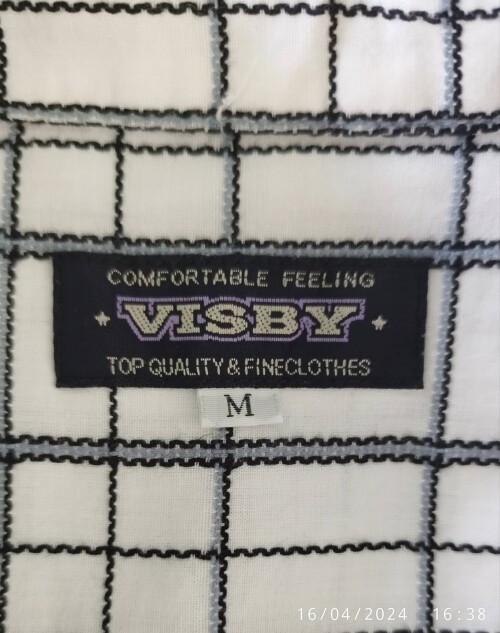 COMFORTABLE FEELING
VISBY
TOP QUALITY & FINECLOTHES
M
16/04/2024 16:38